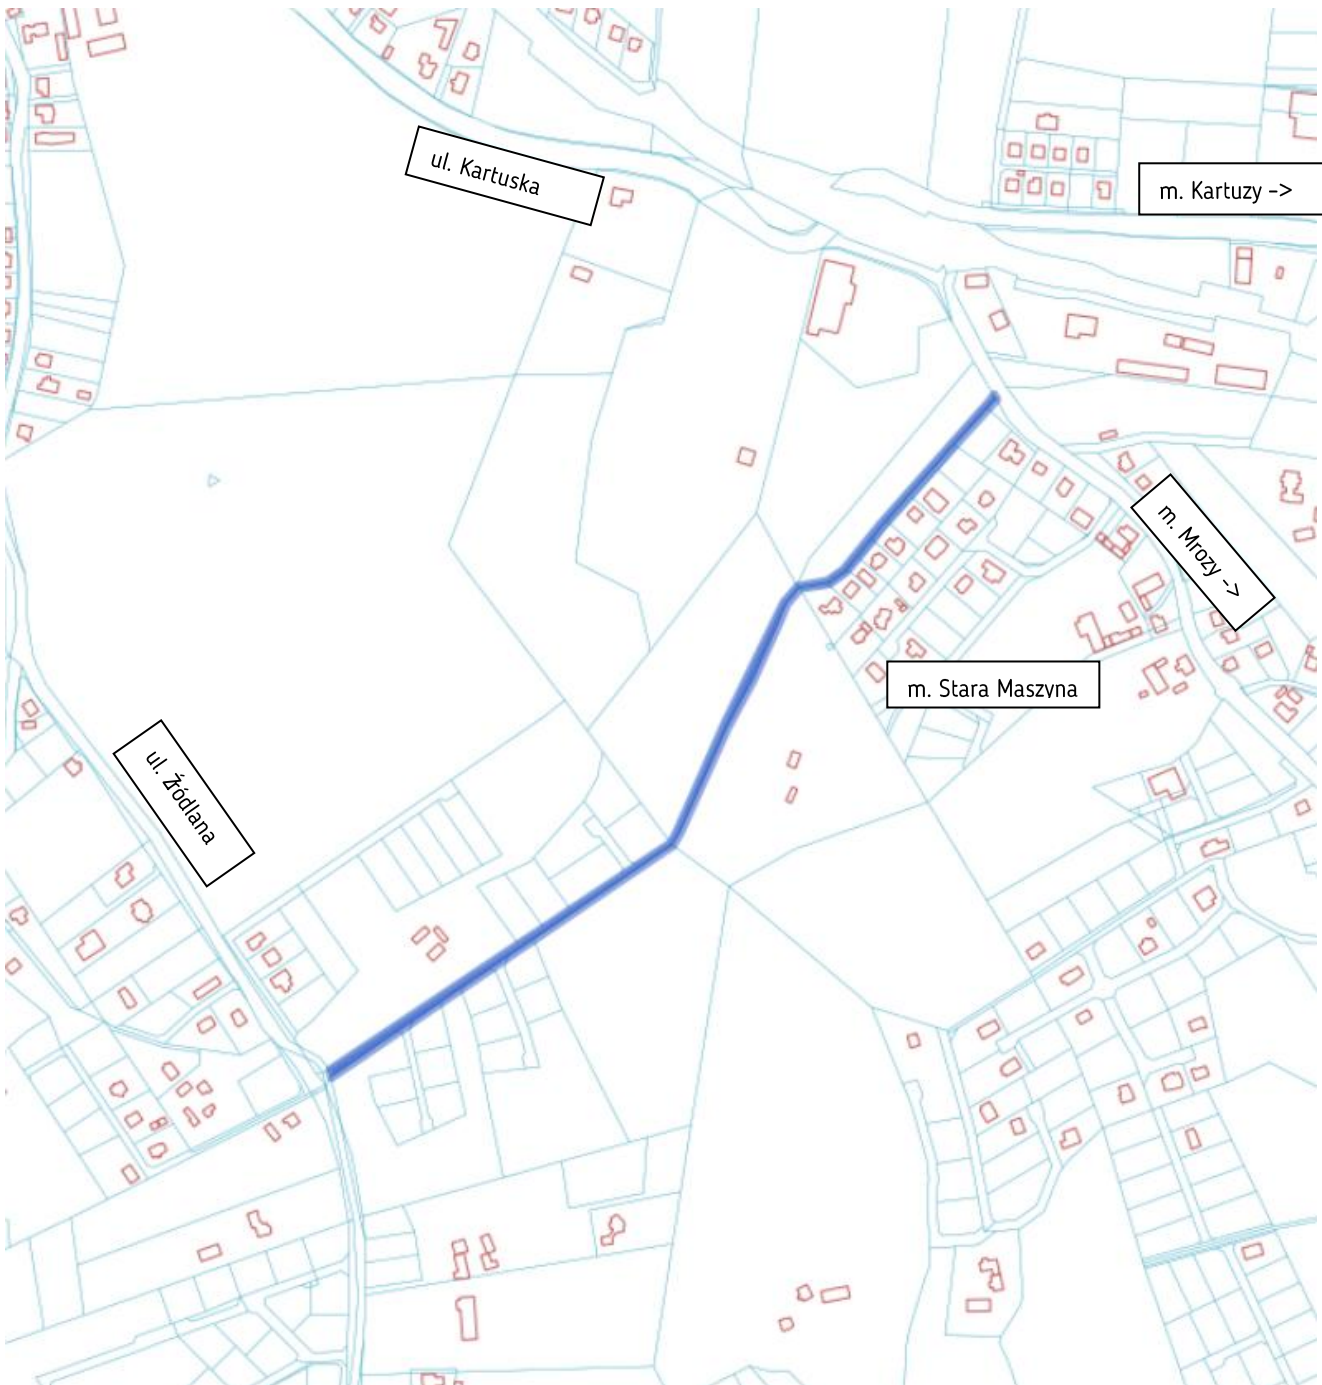 ul. Kartuska
m. Kartuzy ->
m. Mrozy ->
m. Stara Maszyna
ul. Źródlana